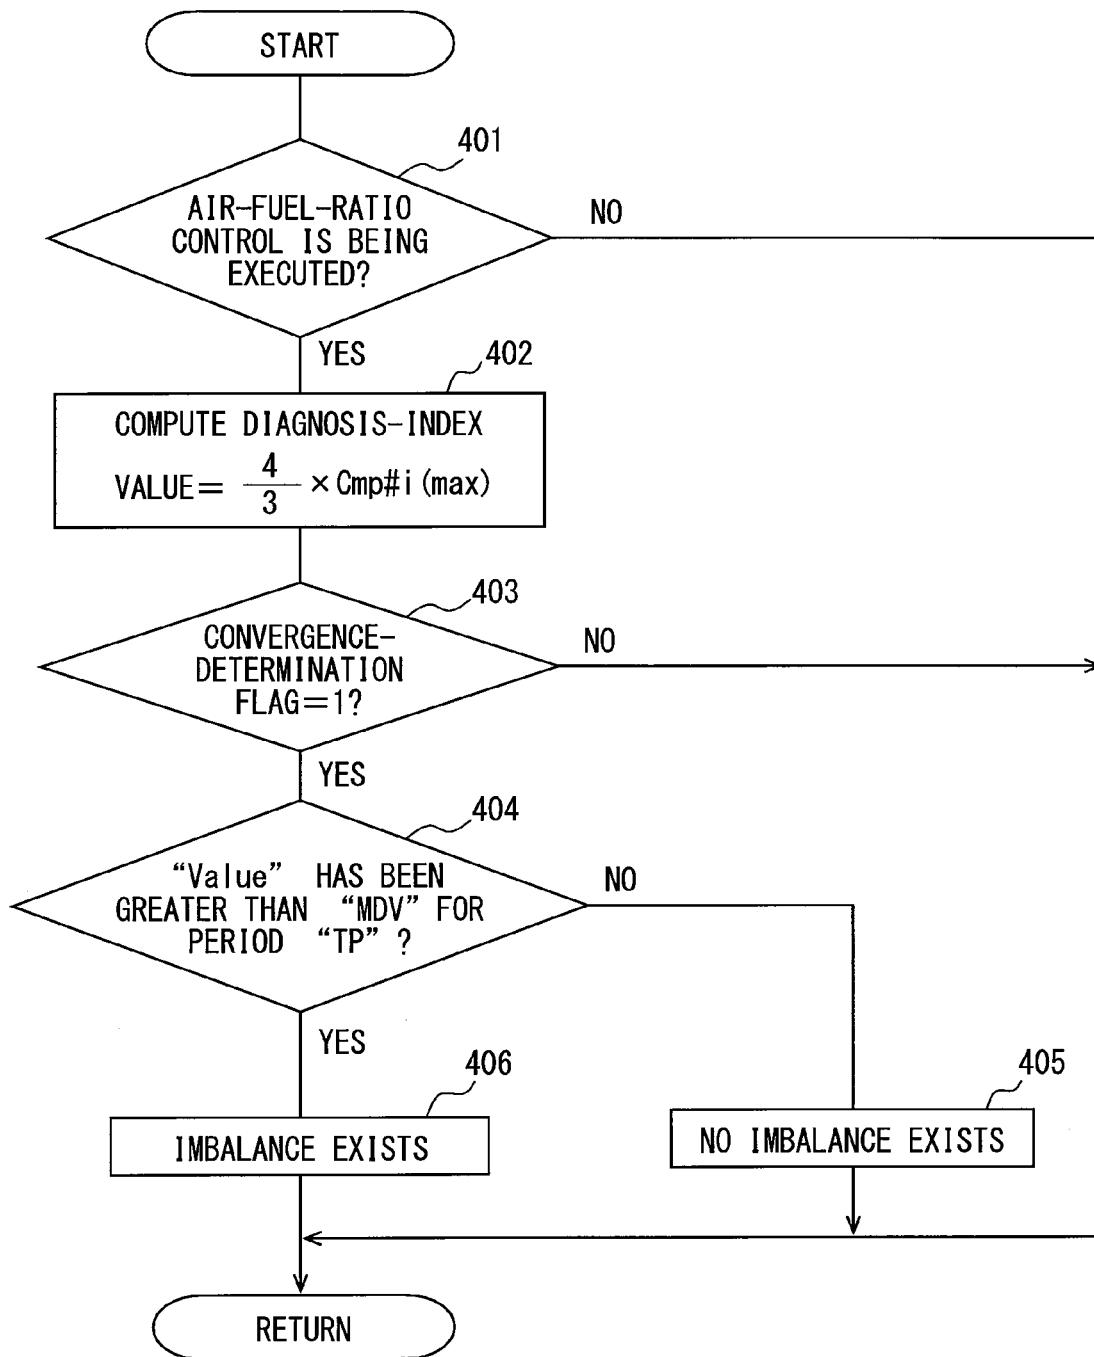 START
401
AIR-FUEL-RATIO
CONTROL IS BEING
EXECUTED?
NO
YES
402
COMPUTE DIAGNOSIS-INDEX
VALUE= 4/3 ×Cmp#i(max)
403
CONVERGENCE-
DETERMINATION
FLAG=1?
NO
YES
404
“Value” HAS BEEN
GREATER THAN “MDV” FOR
PERIOD “TP”?
NO
YES
406
IMBALANCE EXISTS
405
NO IMBALANCE EXISTS
RETURN